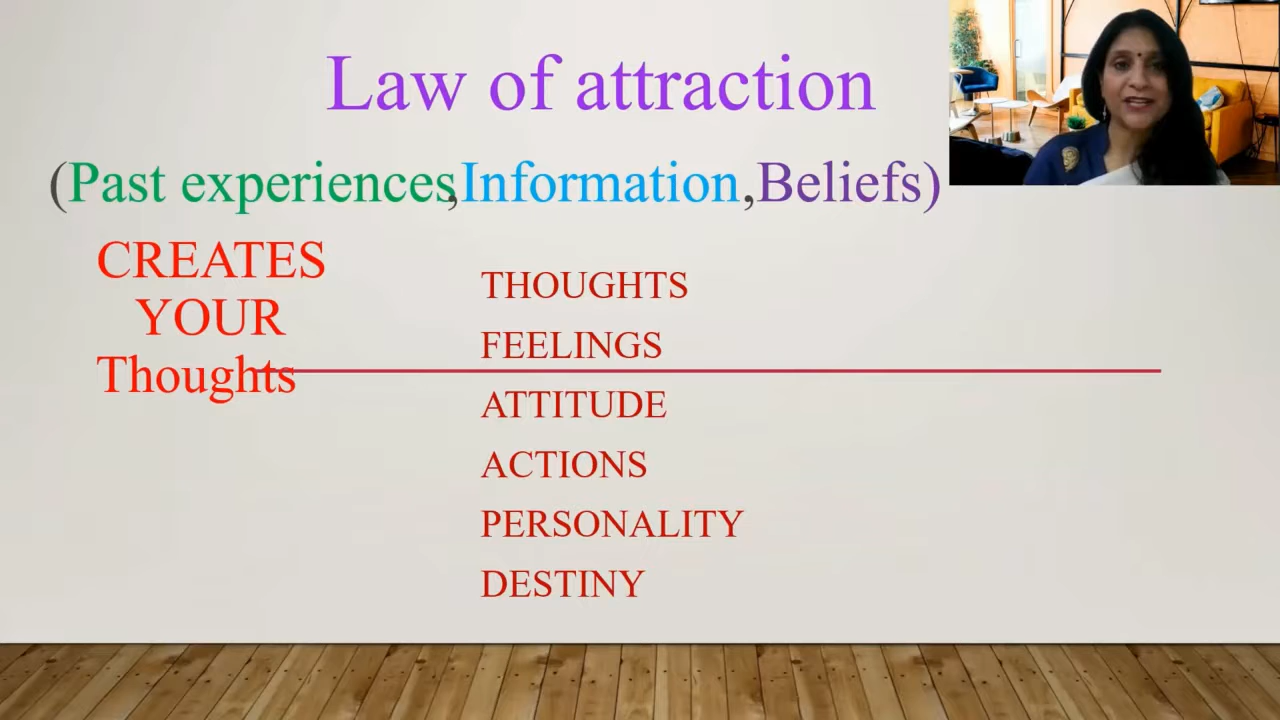 Law of attraction
(Past experiences,Information,Beliefs)
CREATES
YOUR
Thoughts
THOUGHTS
FEELINGS
ATTITUDE
ACTIONS
PERSONALITY
DESTINY